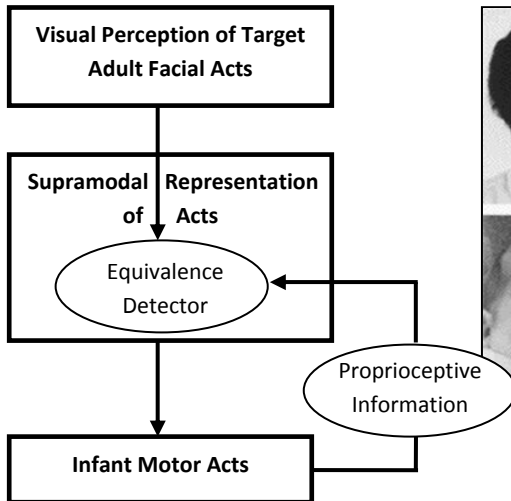 Visual Perception of Target
Adult Facial Acts
Supramodal Representation
of Acts
Equivalence
Detector
Proprioceptive
Information
Infant Motor Acts